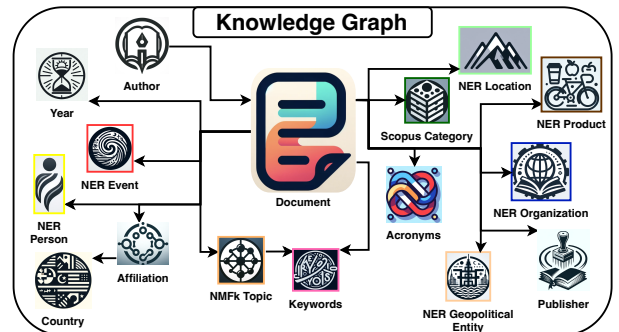 Knowledge Graph
Author
Year
NER Location
Scopus Category
NER Product
NER Event
Document
NER
Person
Acronyms
NER Organization
Affiliation
Country
NMFk Topic
Keywords
NER Geopolitical
Entity
Publisher